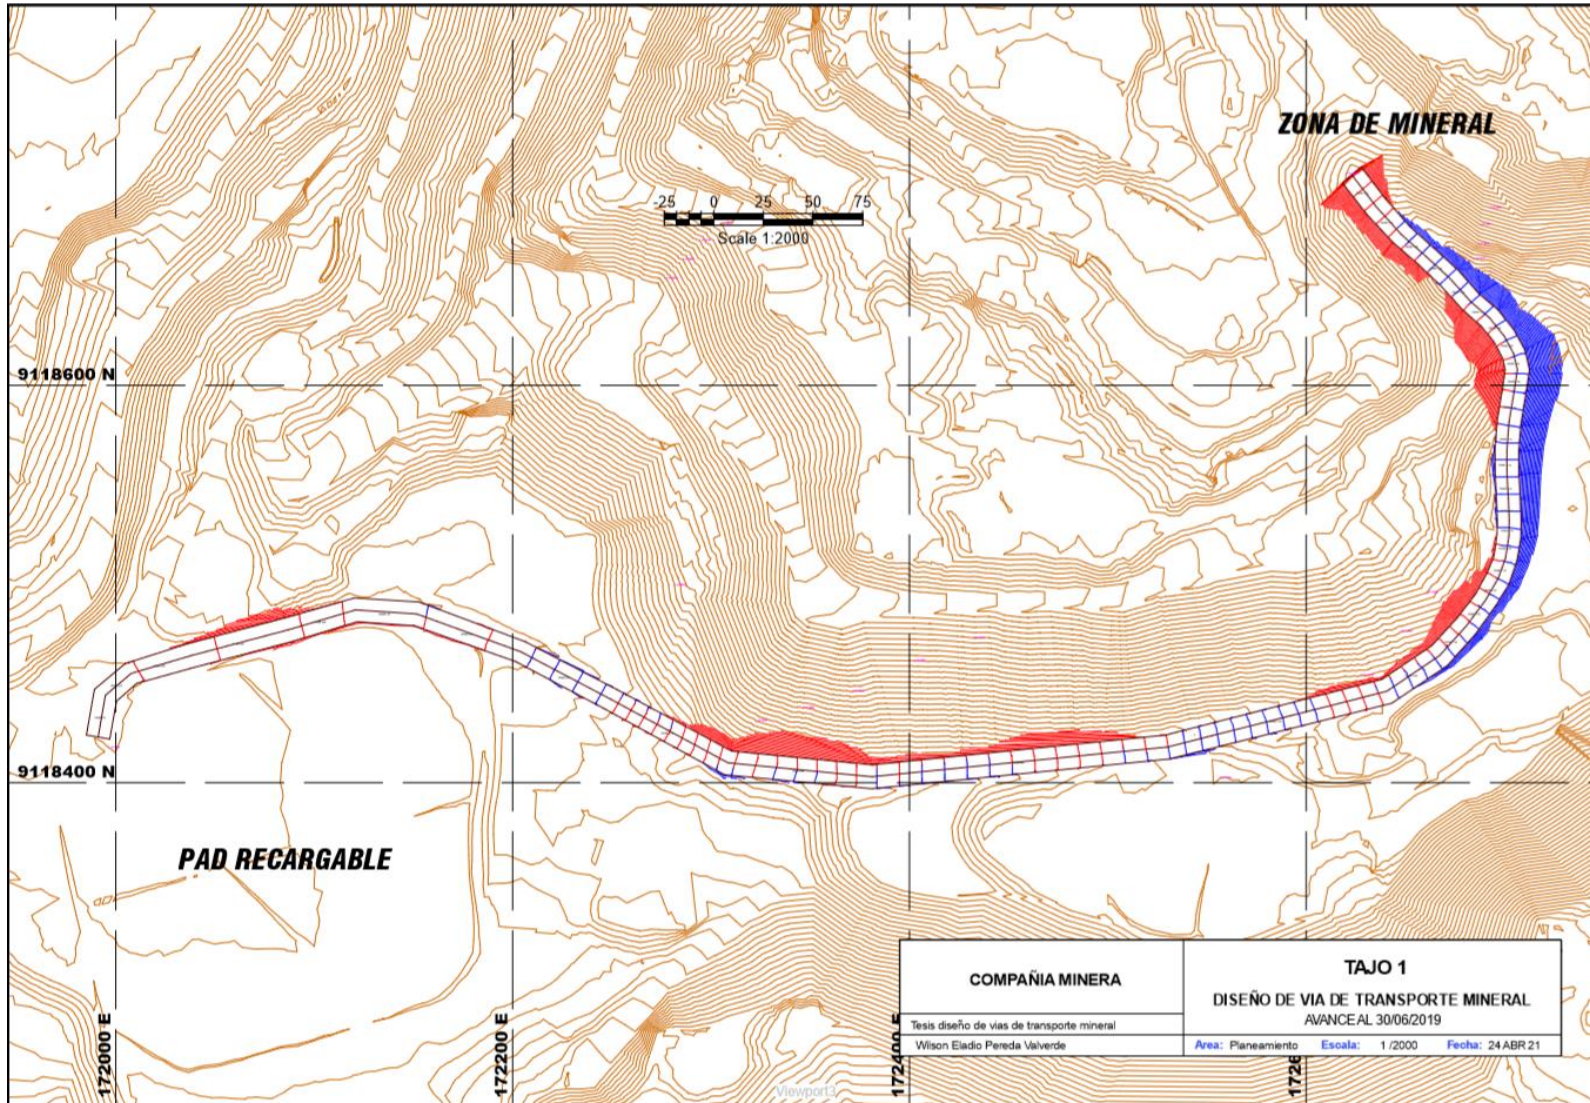 ZONA DE MINERAL
-25 0 25 50 75
Scale 1:2000
9118600 N
9118400 N
PAD RECARGABLE
172000 E
172200 E
172400 E
1726
COMPAÑIA MINERA
Tesis diseño de vias de transporte mineral
Wilson Eladio Pereda Valverde
TAJO 1
DISEÑO DE VIA DE TRANSPORTE MINERAL
AVANCE AL 30/06/2019
Area: Planeamiento Escala: 1 /2000 Fecha: 24 ABR 21
Viewport3